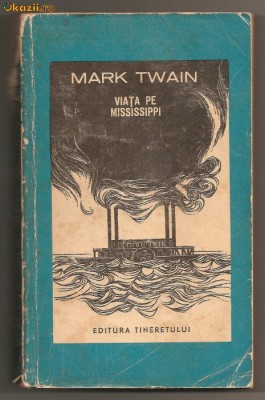 Okazii.ro
MARK TWAIN
VIAȚA PE
MISSISSIPPI
EDITURA TINERETULUI